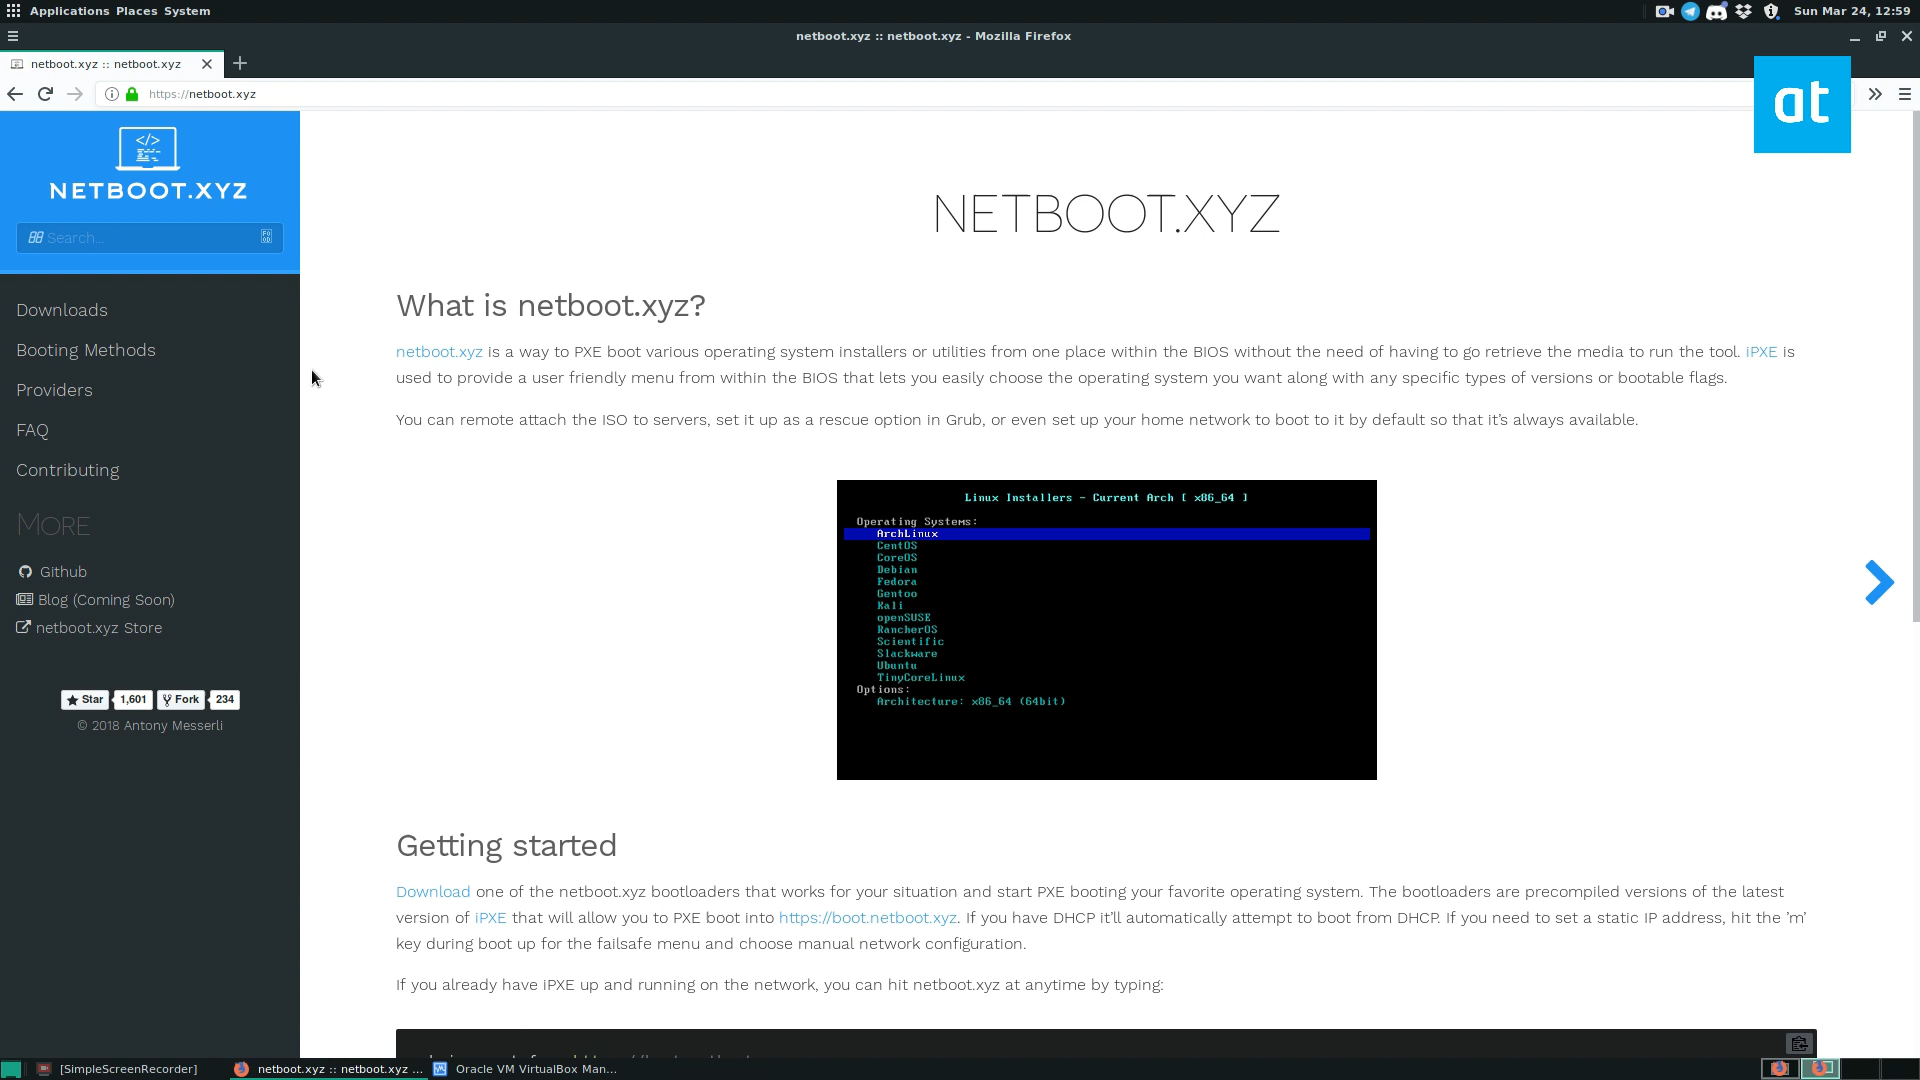 Applications Places System
Sun Mar 24, 12:59
netboot.xyz :: netboot.xyz - Mozilla Firefox
netboot.xyz :: netboot.xyz
https://netboot.xyz
at
NETBOOT.XYZ
Search...
Downloads
Booting Methods
Providers
FAQ
Contributing
MORE
Github
Blog (Coming Soon)
netboot.xyz Store
Star 1,601 Fork 234
© 2018 Antony Messerli
NETBOOT.XYZ
What is netboot.xyz?
netboot.xyz is a way to PXE boot various operating system installers or utilities from one place within the BIOS without the need of having to go retrieve the media to run the tool. iPXE is
used to provide a user friendly menu from within the BIOS that lets you easily choose the operating system you want along with any specific types of versions or bootable flags.
You can remote attach the ISO to servers, set it up as a rescue option in Grub, or even set up your home network to boot to it by default so that it’s always available.
Linux Installers - Current Arch [ x86_64 ]
Operating Systems:
ArchLinux
CentOS
CoreOS
Debian
Fedora
Gentoo
Kali
openSUSE
RancherOS
Scientific
Slackware
Ubuntu
TinyCoreLinux
Options:
Architecture: x86_64 (64bit)
Getting started
Download one of the netboot.xyz bootloaders that works for your situation and start PXE booting your favorite operating system. The bootloaders are precompiled versions of the latest
version of iPXE that will allow you to PXE boot into https://boot.netboot.xyz. If you have DHCP it’ll automatically attempt to boot from DHCP. If you need to set a static IP address, hit the ’m’
key during boot up for the failsafe menu and choose manual network configuration.
If you already have iPXE up and running on the network, you can hit netboot.xyz at anytime by typing:
[SimpleScreenRecorder]
netboot.xyz :: netboot.xyz ...
Oracle VM VirtualBox Man...